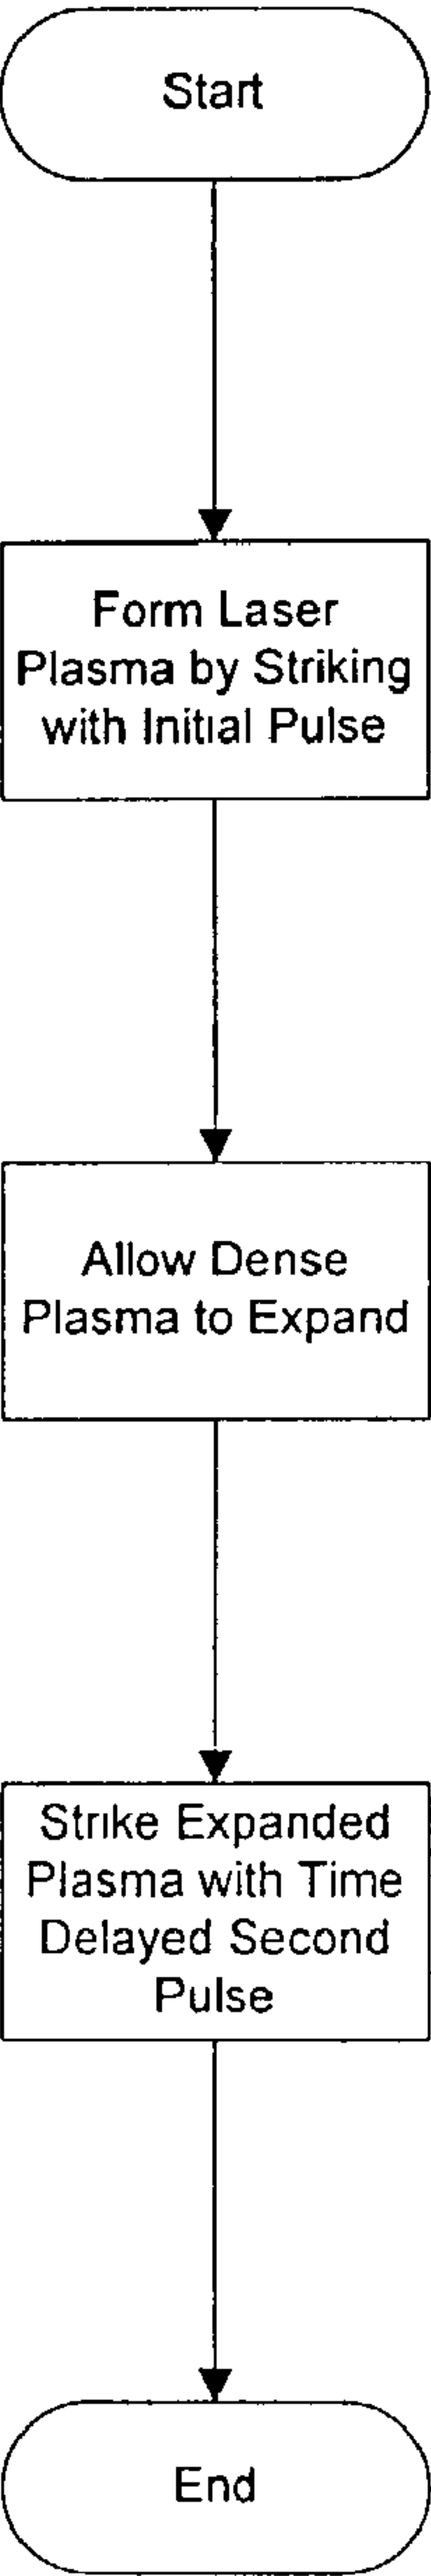 Start
Form Laser
Plasma by Striking
with Initial Pulse
Allow Dense
Plasma to Expand
Strike Expanded
Plasma with Time
Delayed Second
Pulse
End